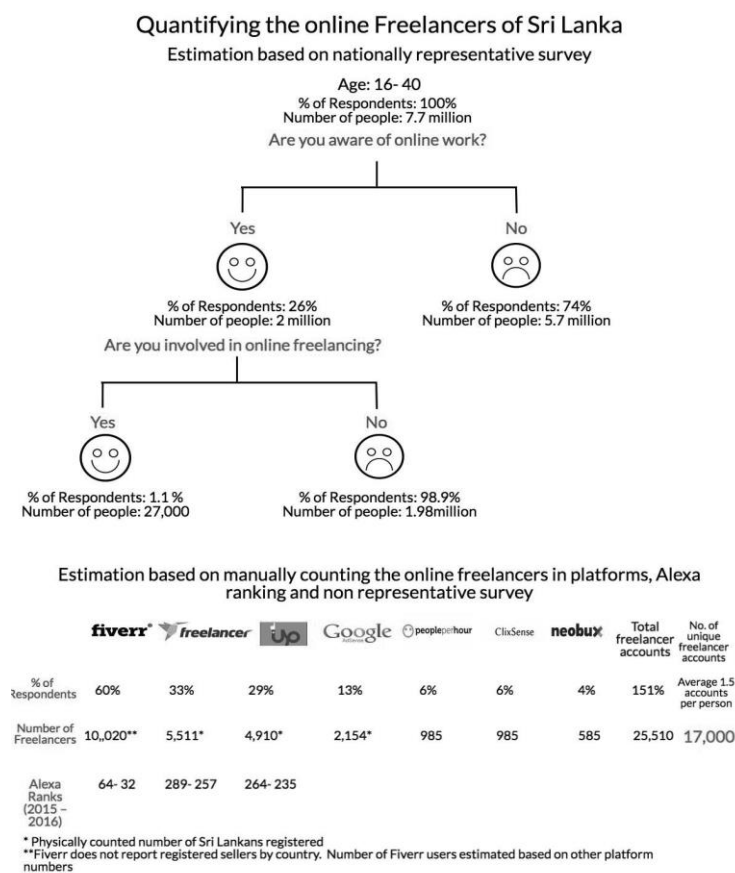 Quantifying the online Freelancers of Sri Lanka
Estimation based on nationally representative survey
Age: 16- 40
% of Respondents: 100%
Number of people: 7.7 million
Are you aware of online work?
Yes
No
% of Respondents: 26%
Number of people: 2 million
% of Respondents: 74%
Number of people: 5.7 million
Are you involved in online freelancing?
Yes
No
% of Respondents: 1.1 %
Number of people: 27,000
% of Respondents: 98.9%
Number of people: 1.98million
Estimation based on manually counting the online freelancers in platforms, Alexa
ranking and non representative survey
fiverr freelancer up Google AdSense peopleperhour ClixSense neobux Total freelancer accounts No. of unique freelancer accounts
% of Respondents 60% 33% 29% 13% 6% 6% 4% 151% Average 1.5 accounts per person
Number of Freelancers 10,,020** 5,511* 4,910* 2,154* 985 985 585 25,510 17,000
Alexa Ranks (2015 – 2016) 64- 32 289- 257 264- 235
* Physically counted number of Sri Lankans registered
**Fiverr does not report registered sellers by country. Number of Fiverr users estimated based on other platform
numbers